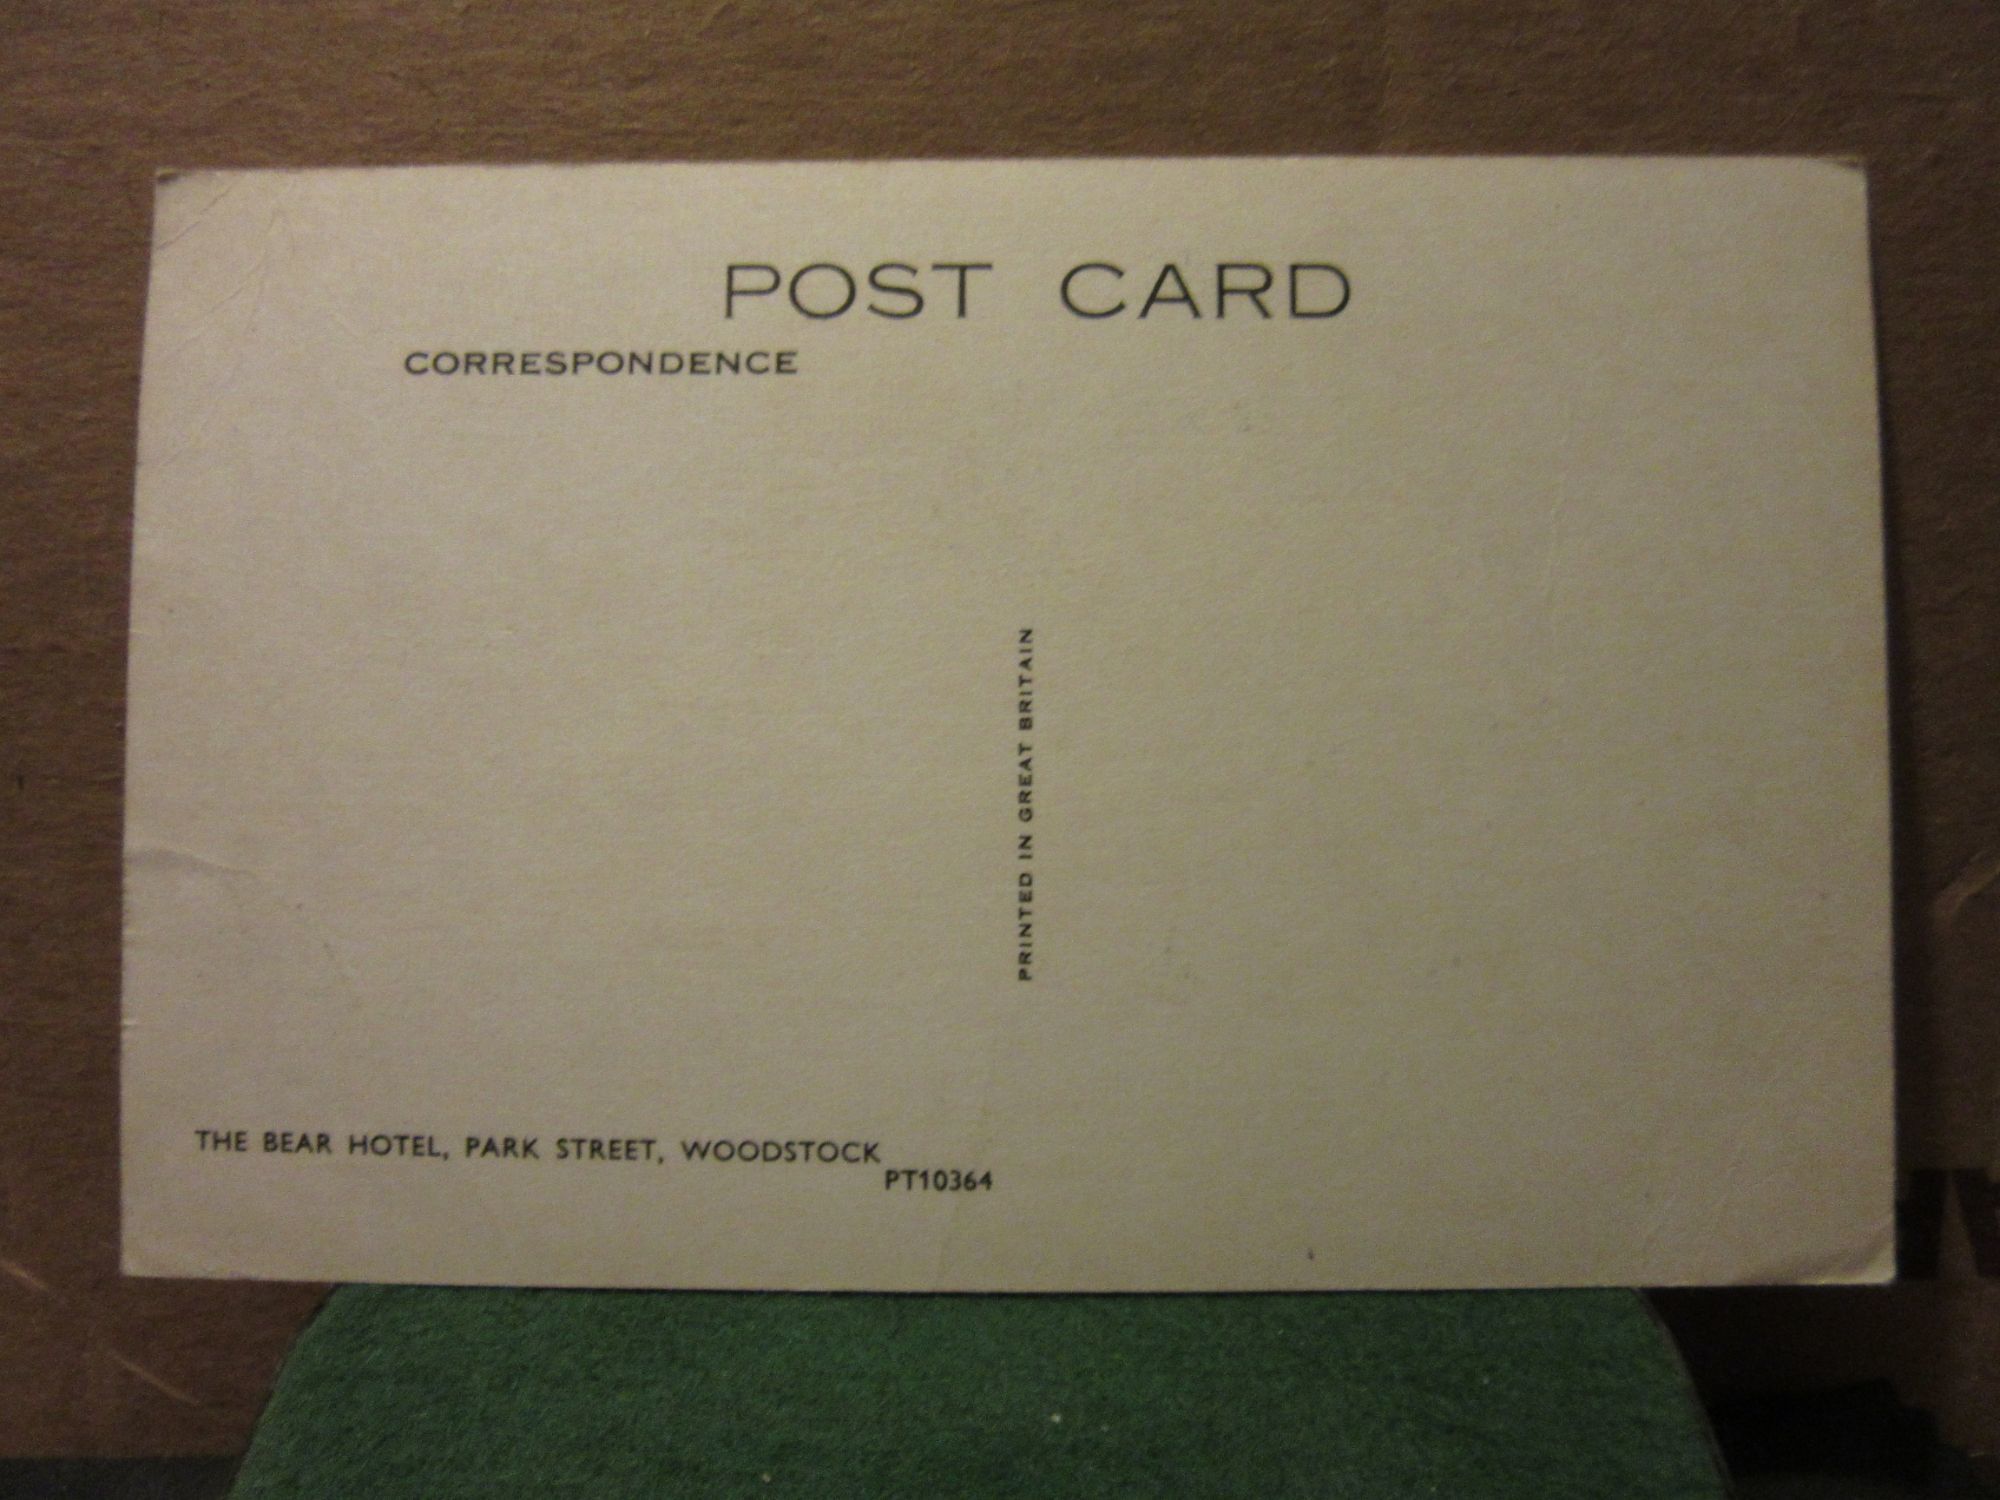 POST CARD
CORRESPONDENCE
PRINTED IN GREAT BRITAIN
THE BEAR HOTEL, PARK STREET, WOODSTOCK
PT10364